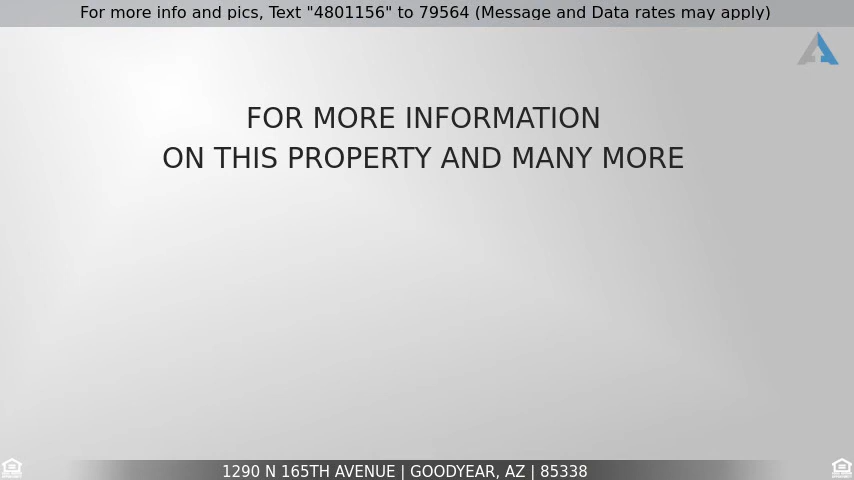 For more info and pics, Text "4801156" to 79564 (Message and Data rates may apply)
FOR MORE INFORMATION
ON THIS PROPERTY AND MANY MORE
1290 N 165TH AVENUE | GOODYEAR, AZ | 85338